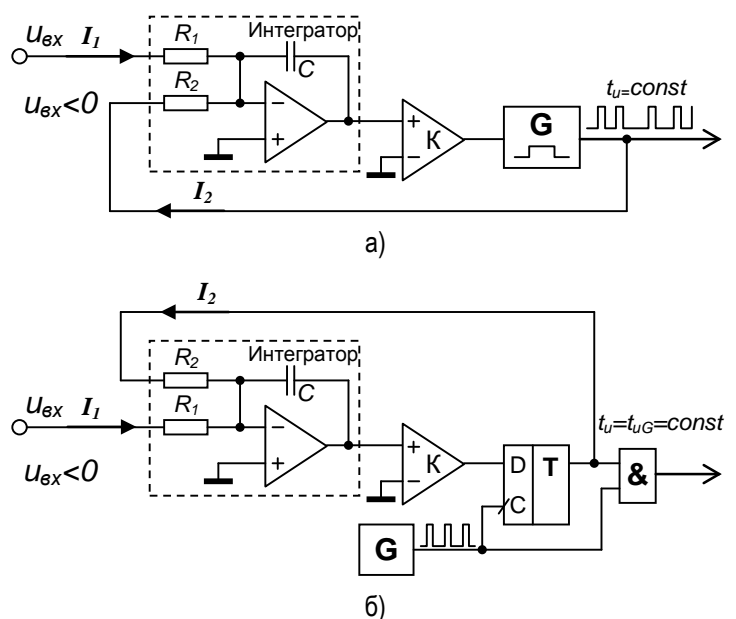 uвх I1
R1
Интегратор
C
R2
uвх<0
−
+
+
−
К
G
tu=const
I2
а)
I2
R2
Интегратор
C
uвх I1
R1
uвх<0
−
+
+
−
К
D
C
T
tu=tuG=const
&
G
б)